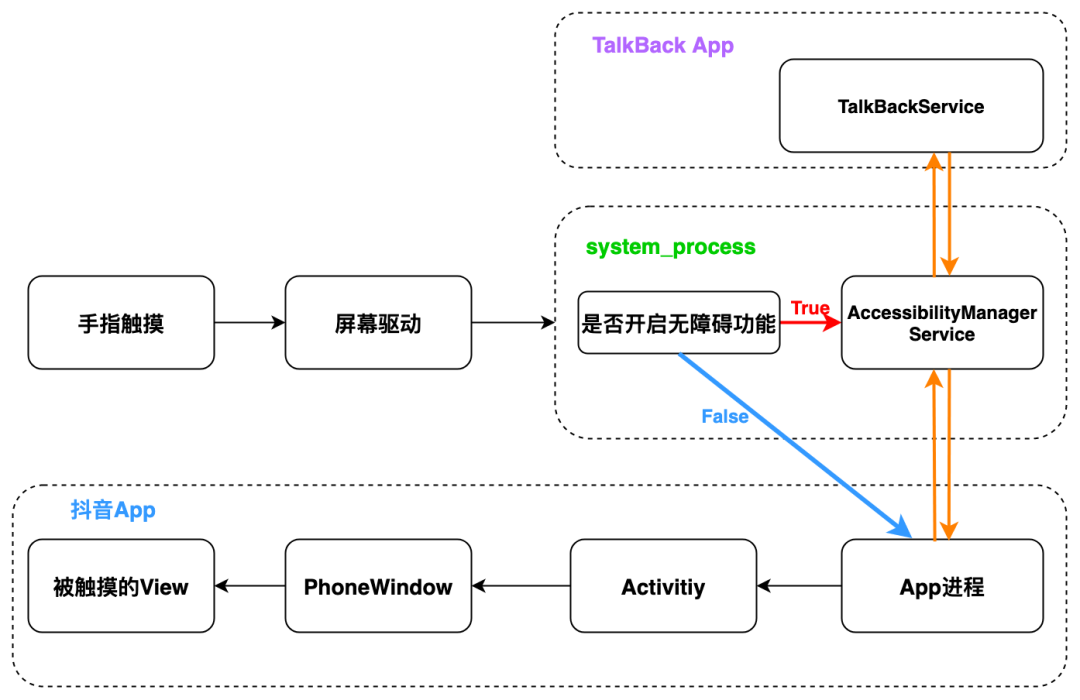 TalkBack App
TalkBackService
system_process
手指触摸
屏幕驱动
是否开启无障碍功能
True
AccessibilityManager
Service
False
抖音App
被触摸的View
PhoneWindow
Activitiy
App进程